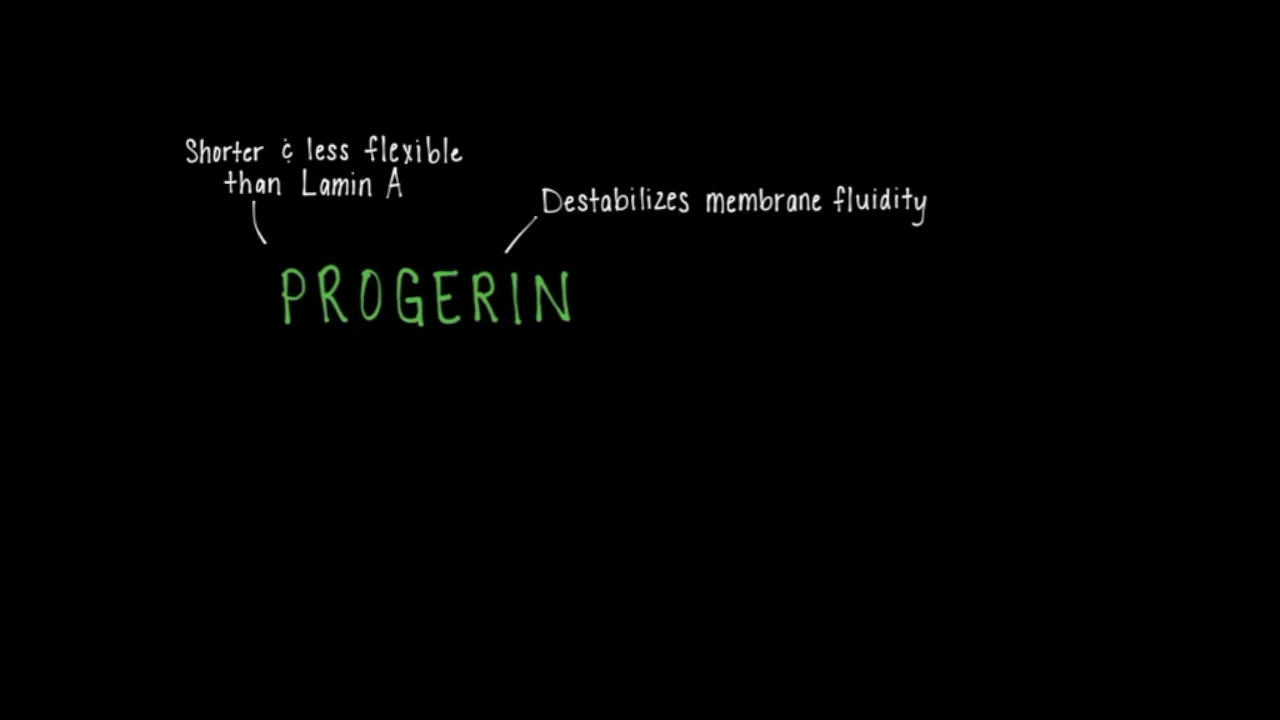 Shorter & less flexible
than Lamin A
Destabilizes membrane fluidity
PROGERIN